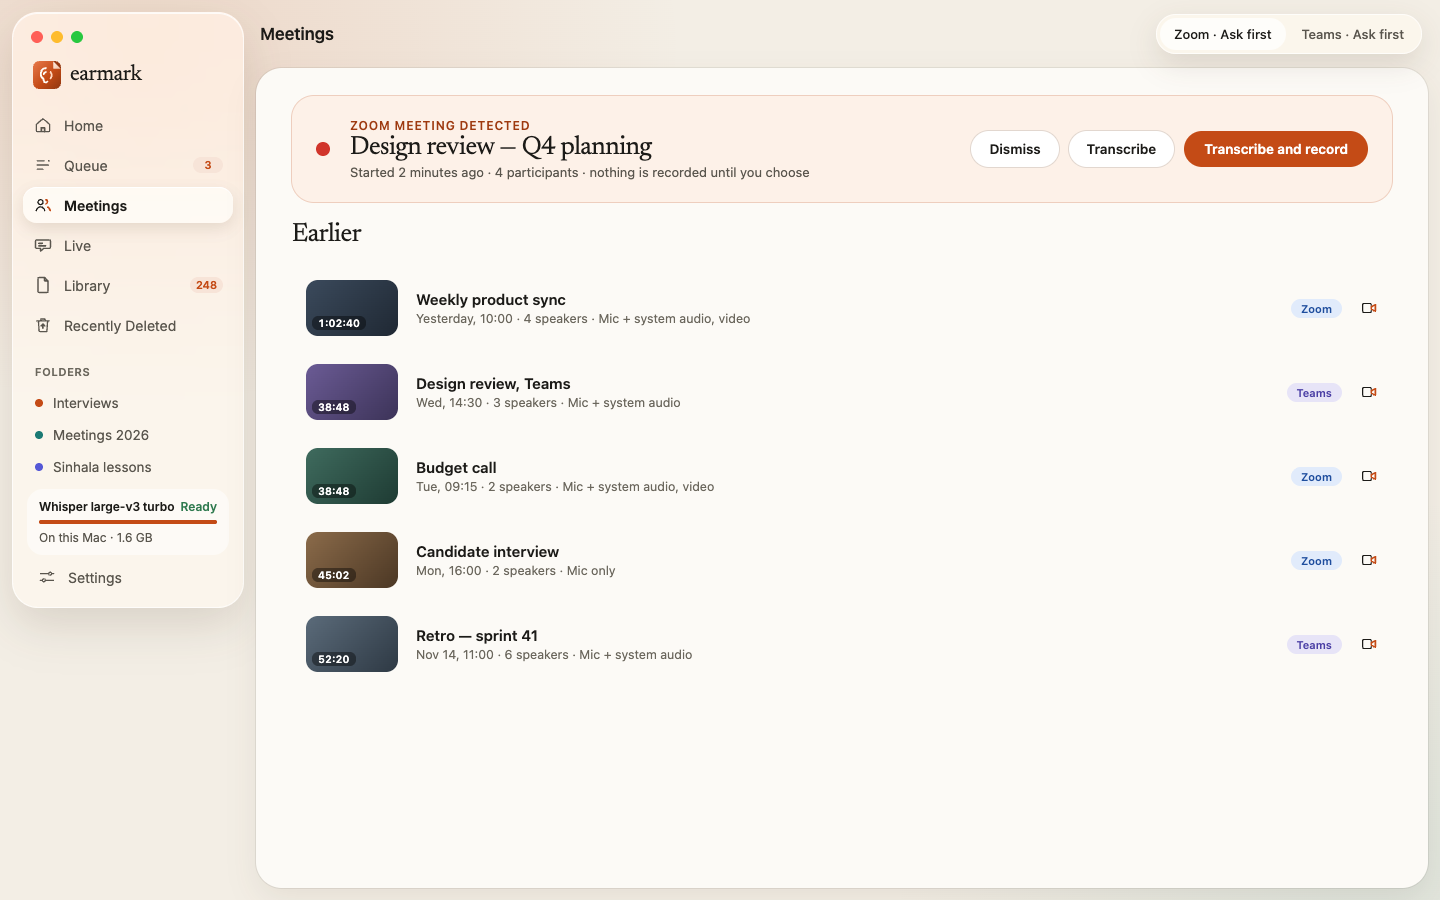 earmark
Home
Queue 3
Meetings
Live
Library 248
Recently Deleted
FOLDERS
Interviews
Meetings 2026
Sinhala lessons
Whisper large-v3 turbo Ready
On this Mac · 1.6 GB
Settings
Meetings
Zoom · Ask first Teams · Ask first
ZOOM MEETING DETECTED
Design review — Q4 planning
Started 2 minutes ago · 4 participants · nothing is recorded until you choose
Dismiss Transcribe Transcribe and record
Earlier
1:02:40
Weekly product sync
Yesterday, 10:00 · 4 speakers · Mic + system audio, video
Zoom
38:48
Design review, Teams
Wed, 14:30 · 3 speakers · Mic + system audio
Teams
38:48
Budget call
Tue, 09:15 · 2 speakers · Mic + system audio, video
Zoom
45:02
Candidate interview
Mon, 16:00 · 2 speakers · Mic only
Zoom
52:20
Retro — sprint 41
Nov 14, 11:00 · 6 speakers · Mic + system audio
Teams